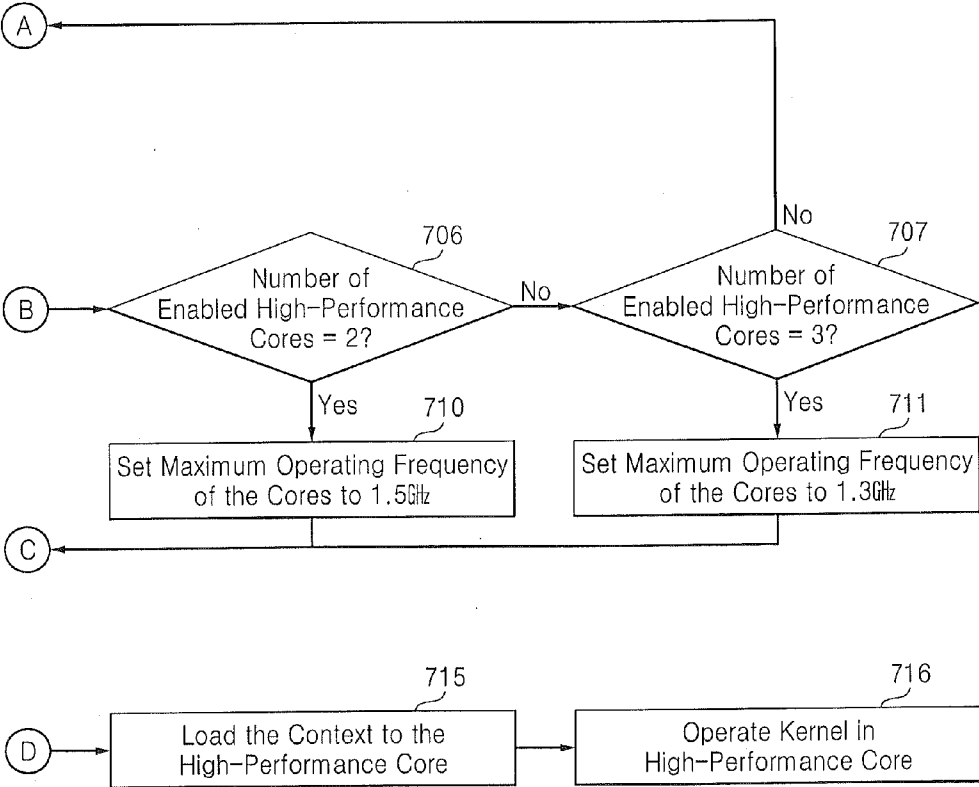 A
No
706
707
B
Number of
Enabled High-Performance
Cores = 2?
No
Number of
Enabled High-Performance
Cores = 3?
Yes
710
Yes
711
Set Maximum Operating Frequency
of the Cores to 1.5GHz
Set Maximum Operating Frequency
of the Cores to 1.3GHz
C
715
716
D
Load the Context to the
High-Performance Core
Operate Kernel in
High-Performance Core